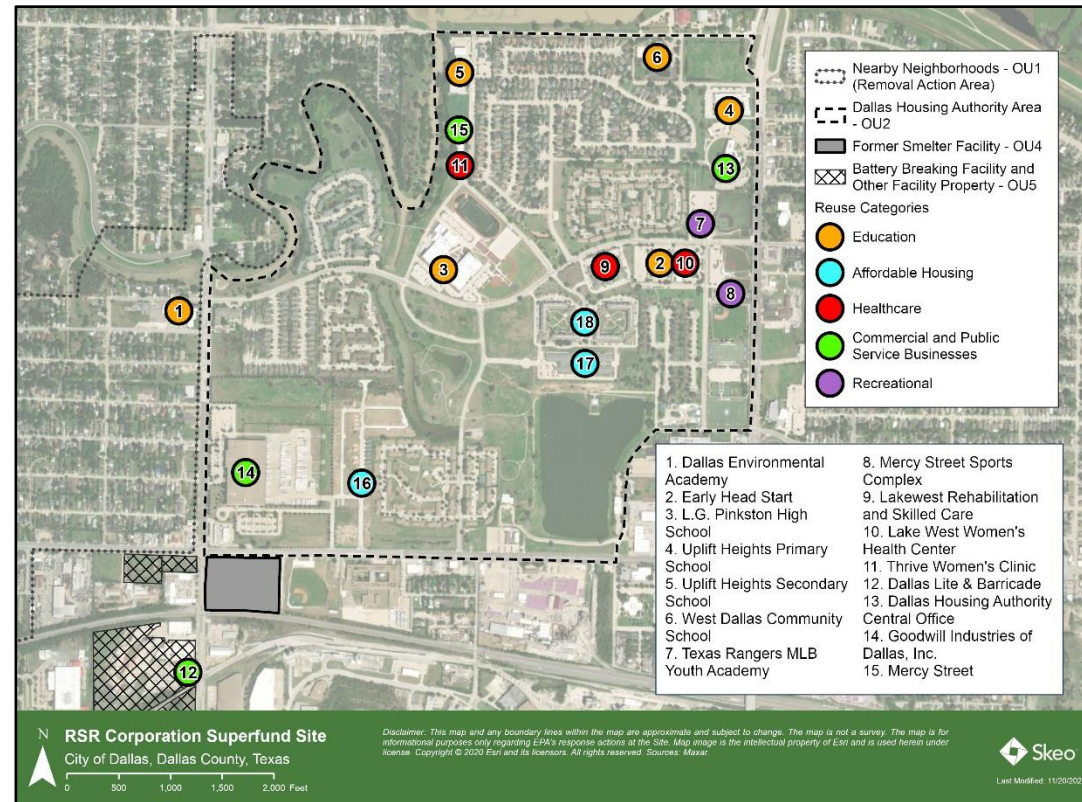 5
6
15
4
11
13
7
3
9
2
10
8
1
18
17
14
16
12
Nearby Neighborhoods - OU1
(Removal Action Area)
Dallas Housing Authority Area
- OU2
Former Smelter Facility - OU4
Battery Breaking Facility and
Other Facility Property - OU5
Reuse Categories
Education
Affordable Housing
Healthcare
Commercial and Public
Service Businesses
Recreational
1. Dallas Environmental
Academy
2. Early Head Start
3. L.G. Pinkston High
School
4. Uplift Heights Primary
School
5. Uplift Heights Secondary
School
6. West Dallas Community
School
7. Texas Rangers MLB
Youth Academy
8. Mercy Street Sports
Complex
9. Lakewest Rehabilitation
and Skilled Care
10. Lake West Women's
Health Center
11. Thrive Women's Clinic
12. Dallas Lite & Barricade
13. Dallas Housing Authority
Central Office
14. Goodwill Industries of
Dallas, Inc.
15. Mercy Street
N
RSR Corporation Superfund Site
City of Dallas, Dallas County, Texas
0 500 1,000 1,500 2,000 Feet
Disclaimer: This map and any boundary lines within the map are approximate and subject to change. The map is not a survey. The map is for
informational purposes only regarding EPA's response actions at the Site. Map image is the intellectual property of Esri and is used herein under
license. Copyright © 2020 Esri and its licensors. All rights reserved. Sources: Maxar.
Skeo
Last Modified: 11/20/202